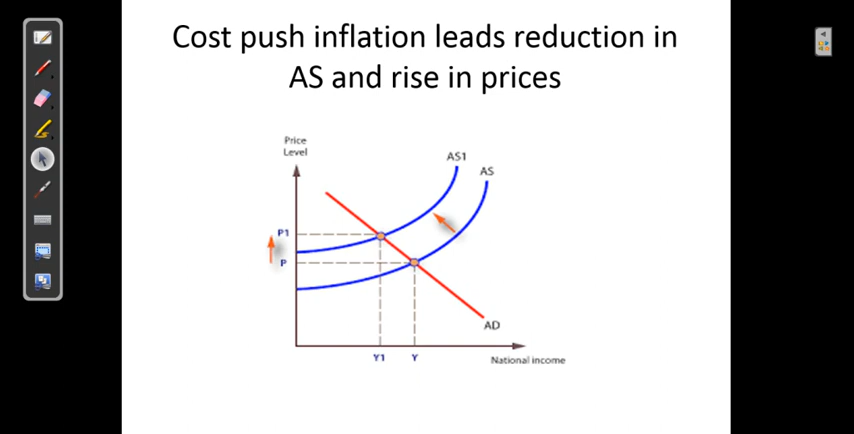 Cost push inflation leads reduction in
AS and rise in prices
Price
Level
AS1
AS
P1
P
AD
Y1
Y
National income